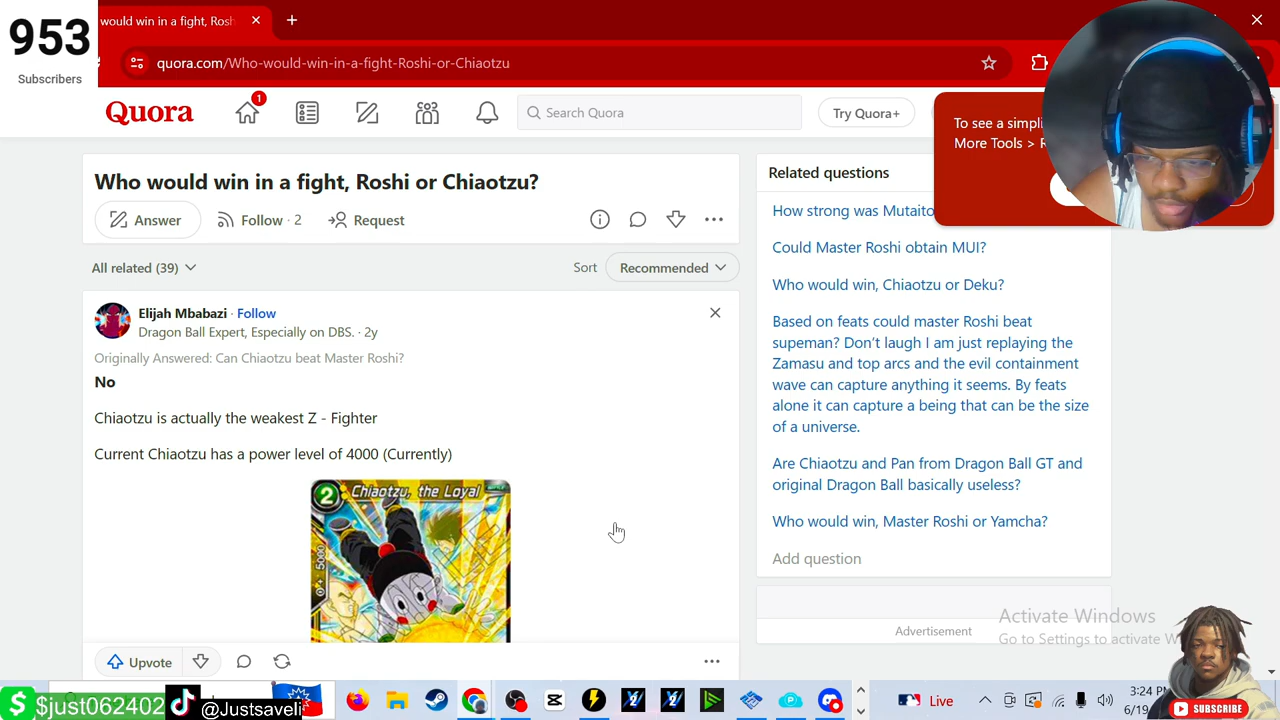 953
Subscribers
would win in a fight, Rosh
quora.com/Who-would-win-in-a-fight-Roshi-or-Chiaotzu
Quora
1
Search Quora
Try Quora+
To see a simpli
More Tools > R
Who would win in a fight, Roshi or Chiaotzu?
Answer
Follow · 2
Request
All related (39)
Sort
Recommended
Elijah Mbabazi · Follow
Dragon Ball Expert, Especially on DBS. · 2y
Originally Answered: Can Chiaotzu beat Master Roshi?
No
Chiaotzu is actually the weakest Z - Fighter
Current Chiaotzu has a power level of 4000 (Currently)
2
Chiaotzu, the Loyal
5000
Upvote
Related questions
How strong was Mutaito
Could Master Roshi obtain MUI?
Who would win, Chiaotzu or Deku?
Based on feats could master Roshi beat
supeman? Don't laugh I am just replaying the
Zamasu and top arcs and the evil containment
wave can capture anything it seems. By feats
alone it can capture a being that can be the size
of a universe.
Are Chiaotzu and Pan from Dragon Ball GT and
original Dragon Ball basically useless?
Who would win, Master Roshi or Yamcha?
Add question
Advertisement
Activate Windows
Go to Settings to activate W
$just062402
@Justsaveli
Live
3:24
6/19
SUBSCRIBE